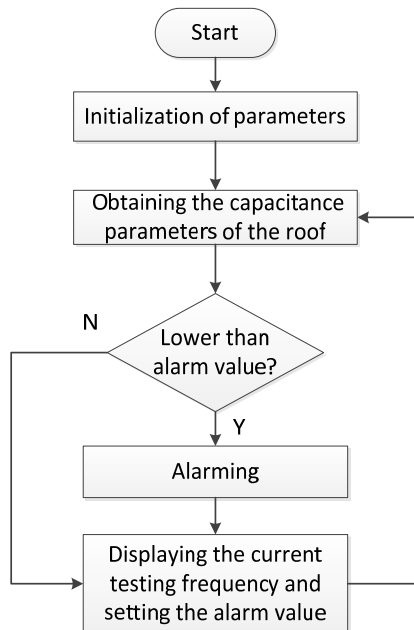 Start
Initialization of parameters
Obtaining the capacitance
parameters of the roof
N
Lower than
alarm value?
Y
Alarming
Displaying the current
testing frequency and
setting the alarm value